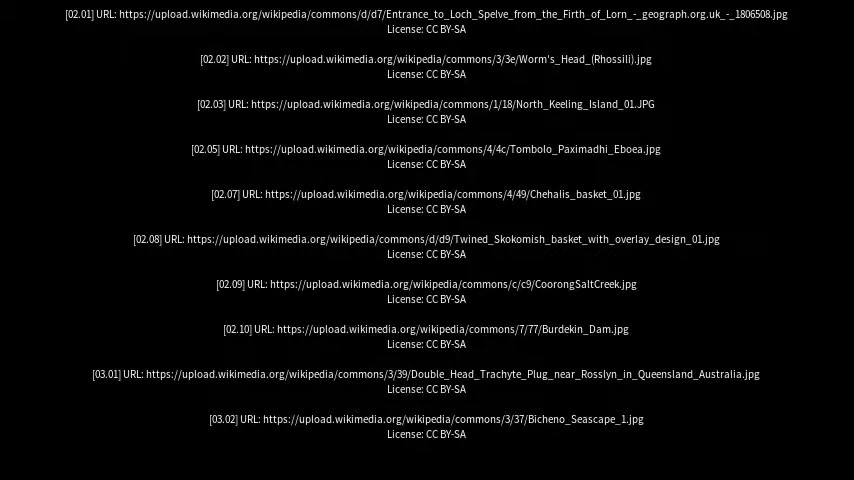 [02.01] URL: https://upload.wikimedia.org/wikipedia/commons/d/d7/Entrance_to_Loch_Spelve_from_the_Firth_of_Lorn_-_geograph.org.uk_-_1806508.jpg
License: CC BY-SA
[02.02] URL: https://upload.wikimedia.org/wikipedia/commons/3/3e/Worm's_Head_(Rhossili).jpg
License: CC BY-SA
[02.03] URL: https://upload.wikimedia.org/wikipedia/commons/1/18/North_Keeling_Island_01.JPG
License: CC BY-SA
[02.05] URL: https://upload.wikimedia.org/wikipedia/commons/4/4c/Tombolo_Paximadhi_Eboea.jpg
License: CC BY-SA
[02.07] URL: https://upload.wikimedia.org/wikipedia/commons/4/49/Chehalis_basket_01.jpg
License: CC BY-SA
[02.08] URL: https://upload.wikimedia.org/wikipedia/commons/d/d9/Twined_Skokomish_basket_with_overlay_design_01.jpg
License: CC BY-SA
[02.09] URL: https://upload.wikimedia.org/wikipedia/commons/c/c9/CoorongSaltCreek.jpg
License: CC BY-SA
[02.10] URL: https://upload.wikimedia.org/wikipedia/commons/7/77/Burdekin_Dam.jpg
License: CC BY-SA
[03.01] URL: https://upload.wikimedia.org/wikipedia/commons/3/39/Double_Head_Trachyte_Plug_near_Rosslyn_in_Queensland_Australia.jpg
License: CC BY-SA
[03.02] URL: https://upload.wikimedia.org/wikipedia/commons/3/37/Bicheno_Seascape_1.jpg
License: CC BY-SA